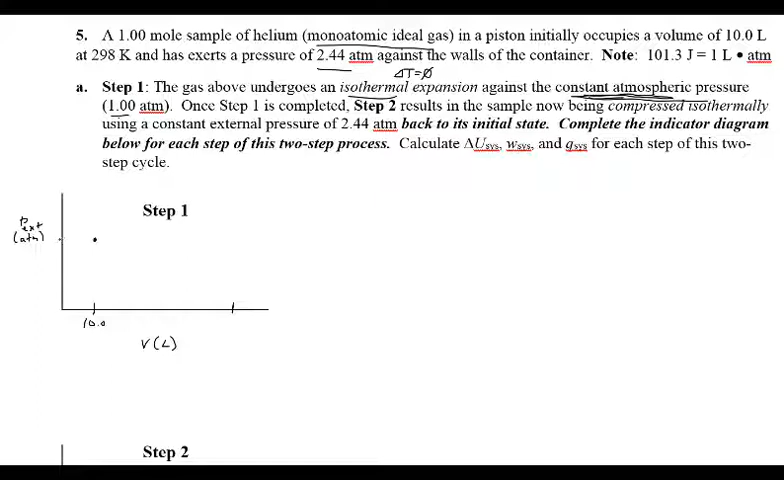 5. A 1.00 mole sample of helium (monoatomic ideal gas) in a piston initially occupies a volume of 10.0 L
at 298 K and has exerts a pressure of 2.44 atm against the walls of the container. Note: 101.3 J = 1 L • atm
ΔT=∅
a. Step 1: The gas above undergoes an isothermal expansion against the constant atmospheric pressure
(1.00 atm). Once Step 1 is completed, Step 2 results in the sample now being compressed isothermally
using a constant external pressure of 2.44 atm back to its initial state. Complete the indicator diagram
below for each step of this two-step process. Calculate ΔUsys, wsys, and qsys for each step of this two-
step cycle.
Step 1
Pext
(atm)
10.0
V(L)
Step 2